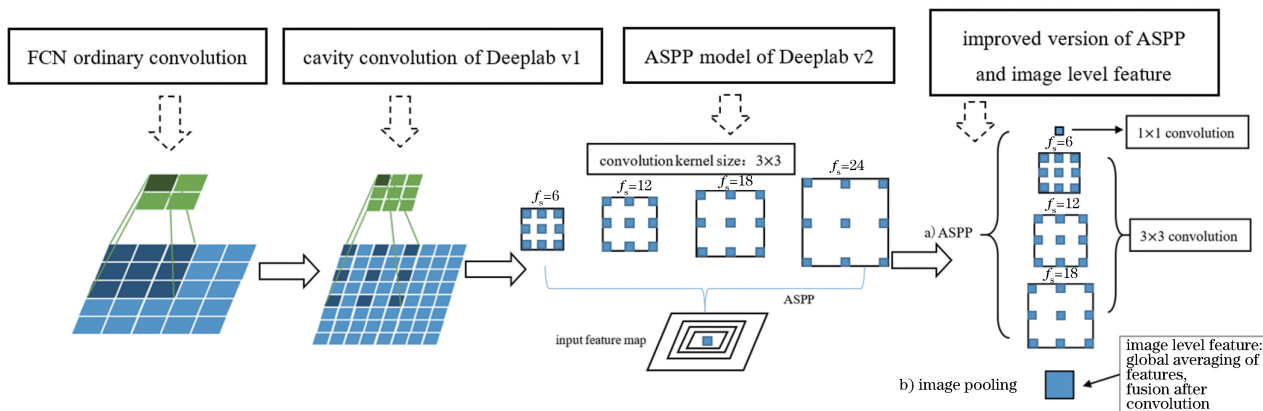 FCN ordinary convolution
cavity convolution of Deeplab v1
ASPP model of Deeplab v2
improved version of ASPP
and image level feature
convolution kernel size: 3×3
fs=6
fs=12
fs=18
fs=24
ASPP
input feature map
a) ASPP
1×1 convolution
fs=6
fs=12
fs=18
3×3 convolution
b) image pooling
image level feature:
global averaging of
features,
fusion after
convolution